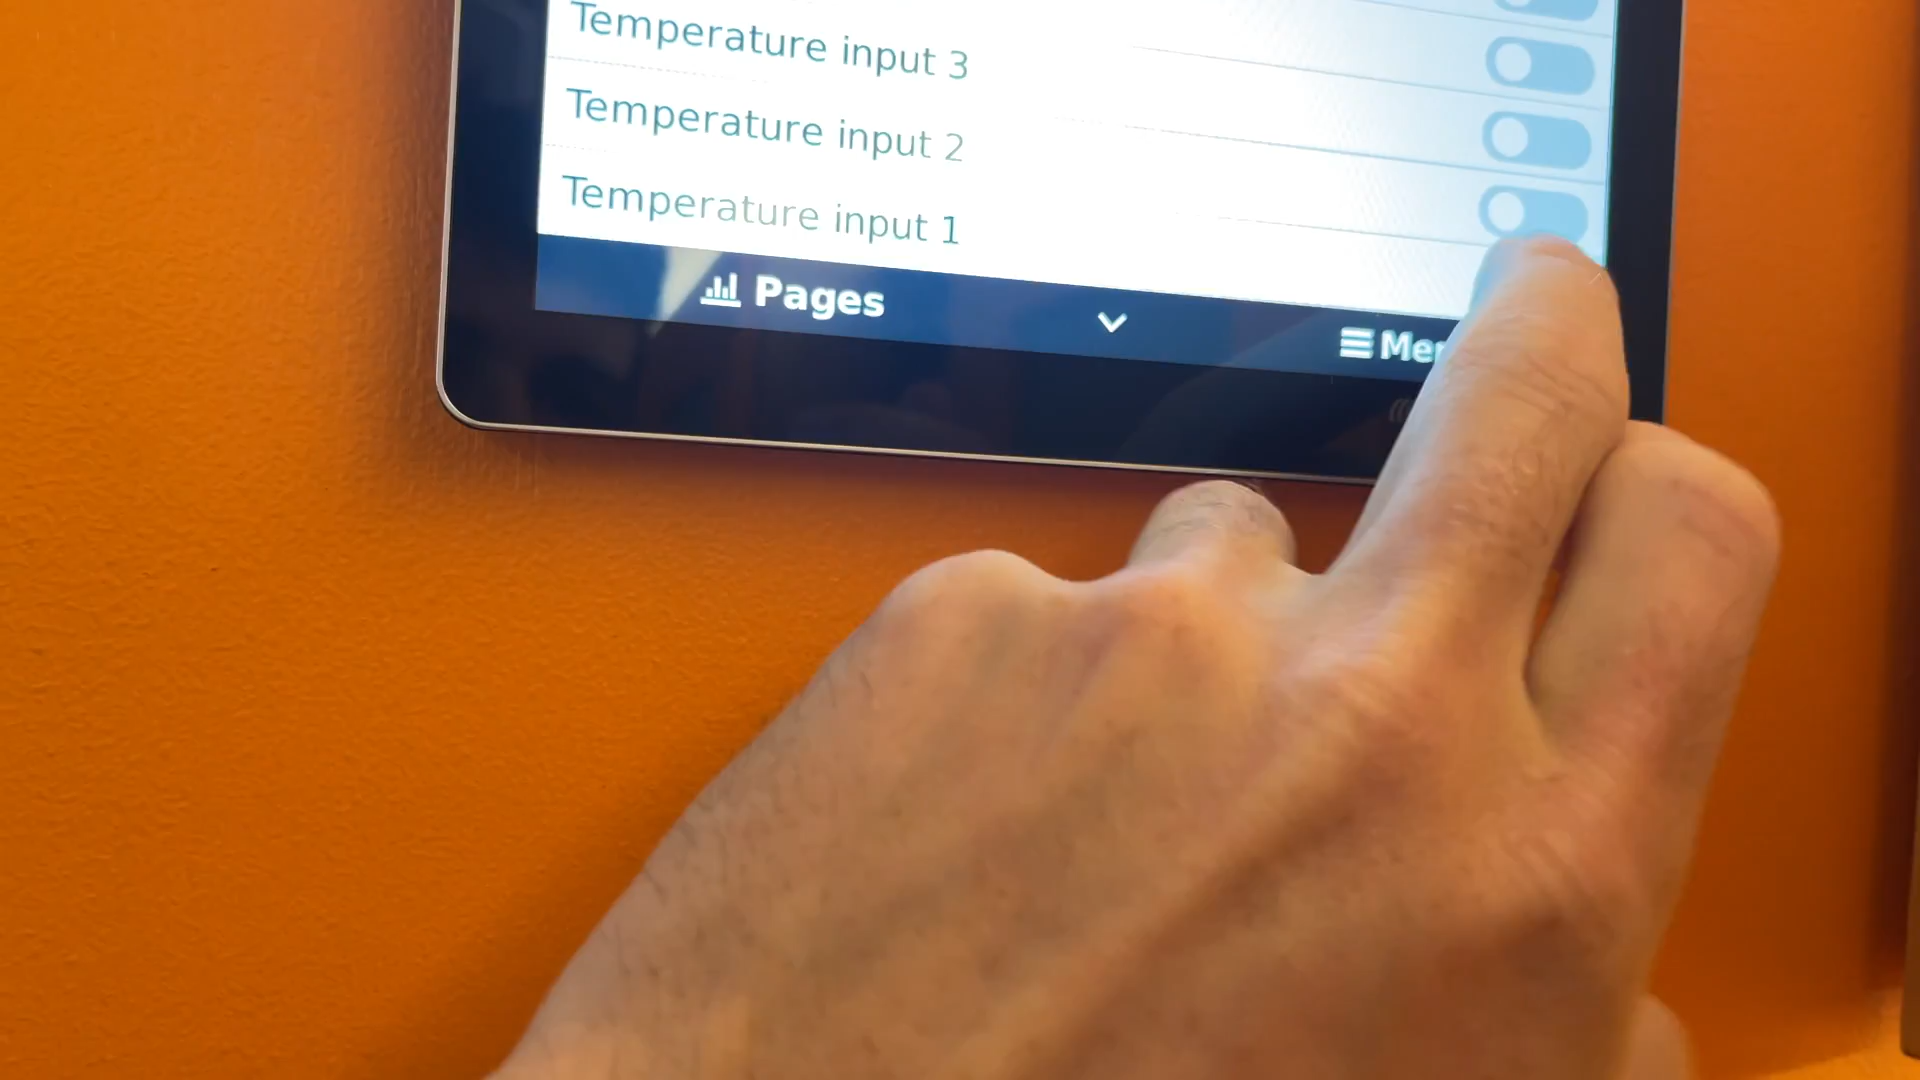 Temperature input 3
Temperature input 2
Temperature input 1
Pages